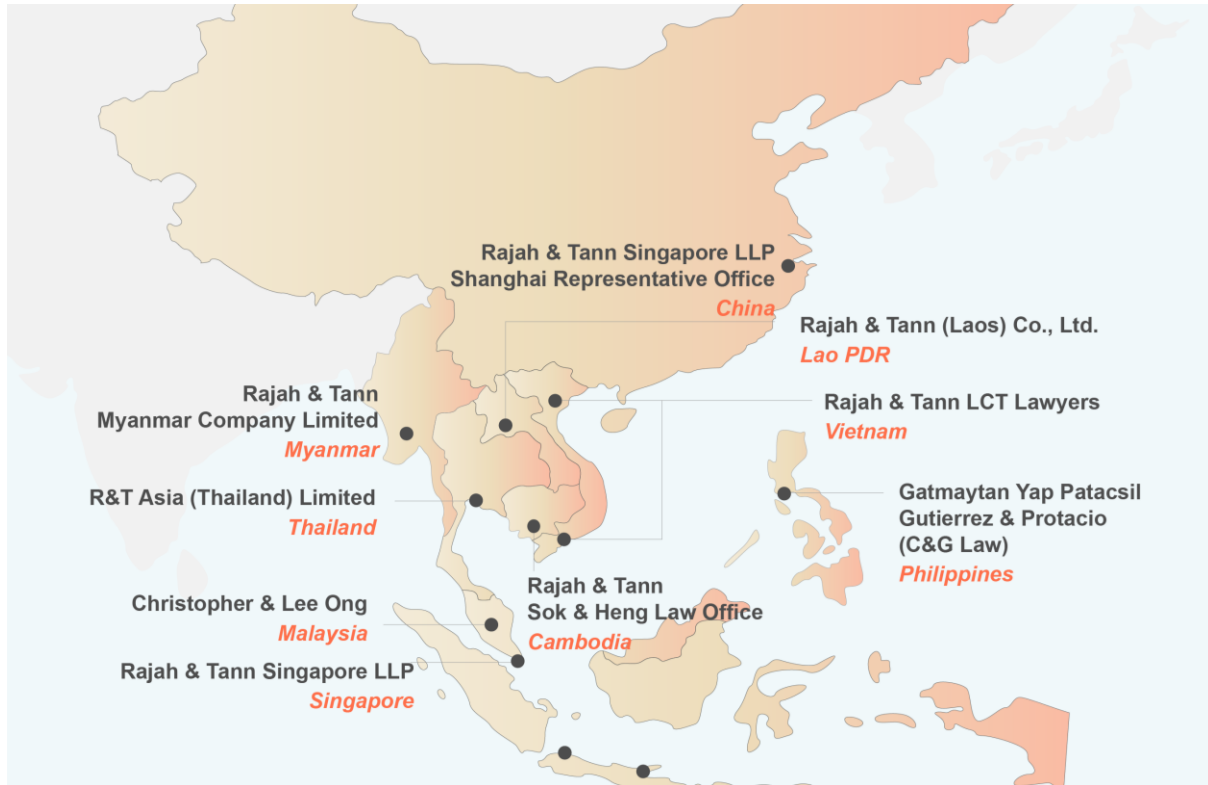 Rajah & Tann Singapore LLP
Shanghai Representative Office
China
Rajah & Tann (Laos) Co., Ltd.
Lao PDR
Rajah & Tann
Myanmar Company Limited
Myanmar
Rajah & Tann LCT Lawyers
Vietnam
R&T Asia (Thailand) Limited
Thailand
Gatmaytan Yap Patacsil
Gutierrez & Protacio
(C&G Law)
Philippines
Rajah & Tann
Sok & Heng Law Office
Cambodia
Christopher & Lee Ong
Malaysia
Rajah & Tann Singapore LLP
Singapore